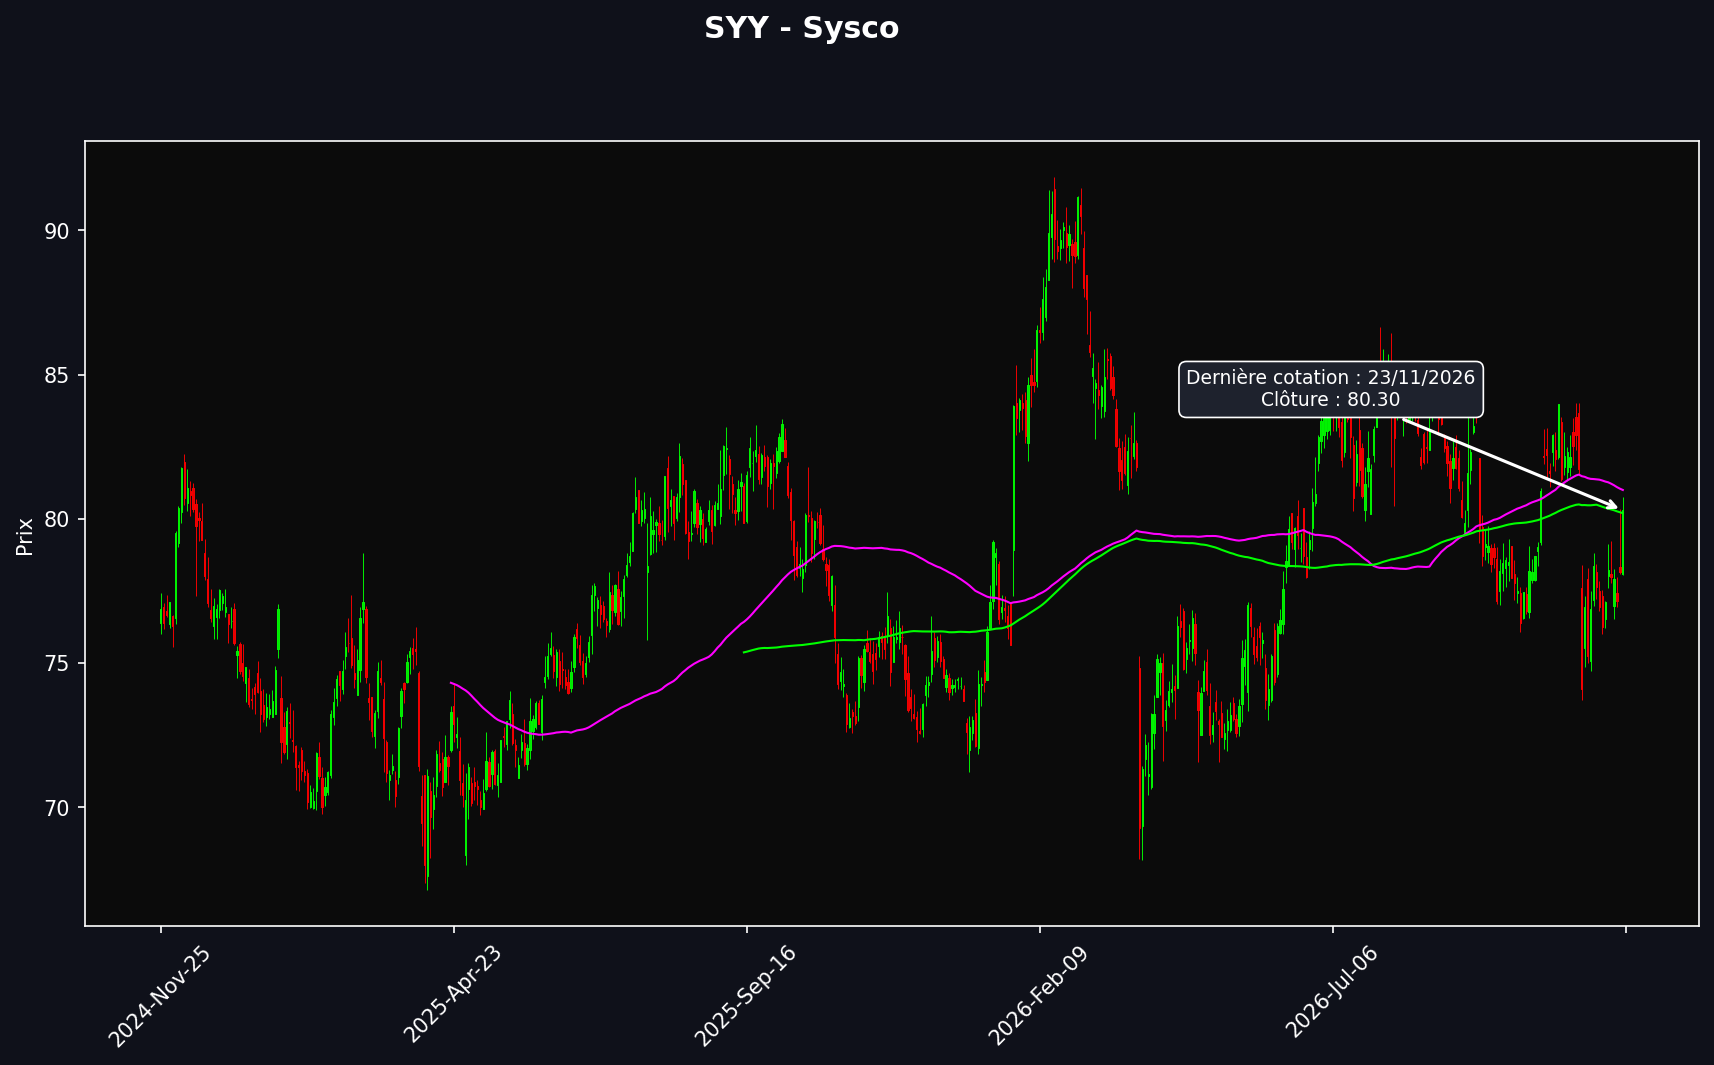 SYY - Sysco
Prix
90
85
80
75
70
Dernière cotation : 23/11/2026
Clôture : 80.30
2024-Nov-25
2025-Apr-23
2025-Sep-16
2026-Feb-09
2026-Jul-06